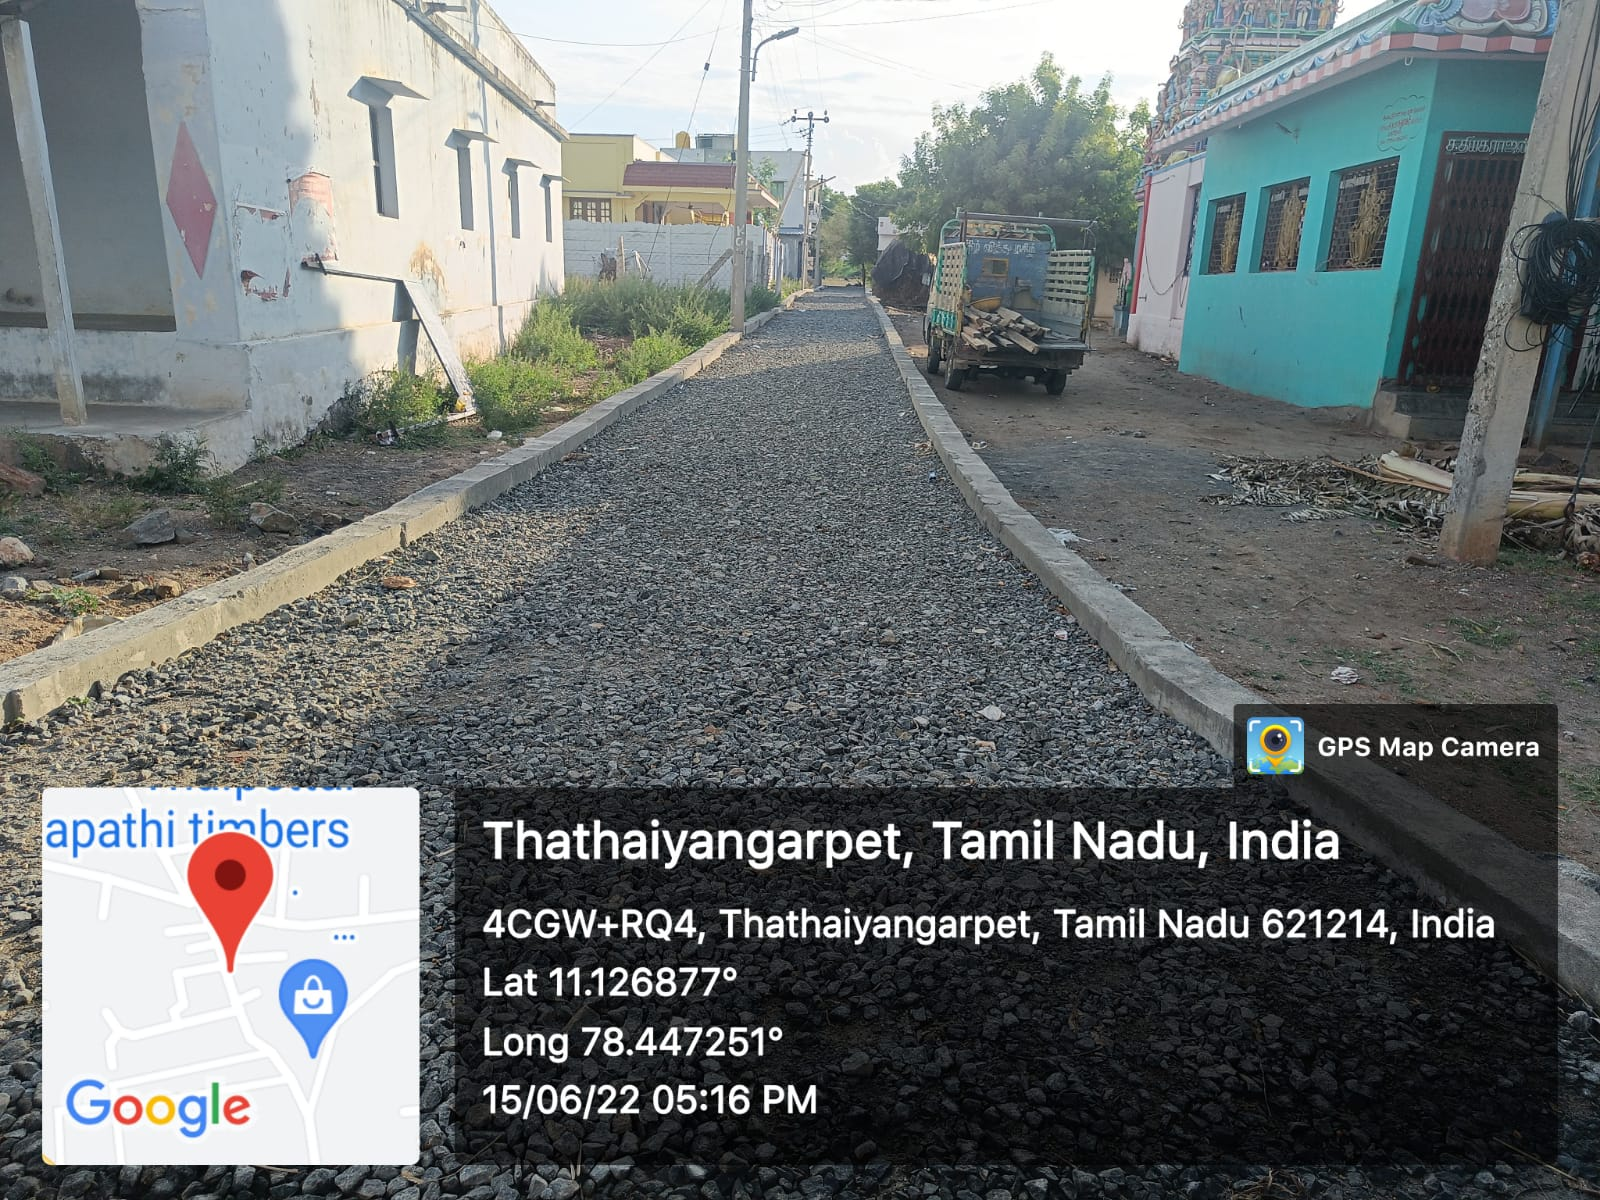 GPS Map Camera
apathi timbers
Google
Thathaiyangarpet, Tamil Nadu, India
4CGW+RQ4, Thathaiyangarpet, Tamil Nadu 621214, India
Lat 11.126877°
Long 78.447251°
15/06/22 05:16 PM